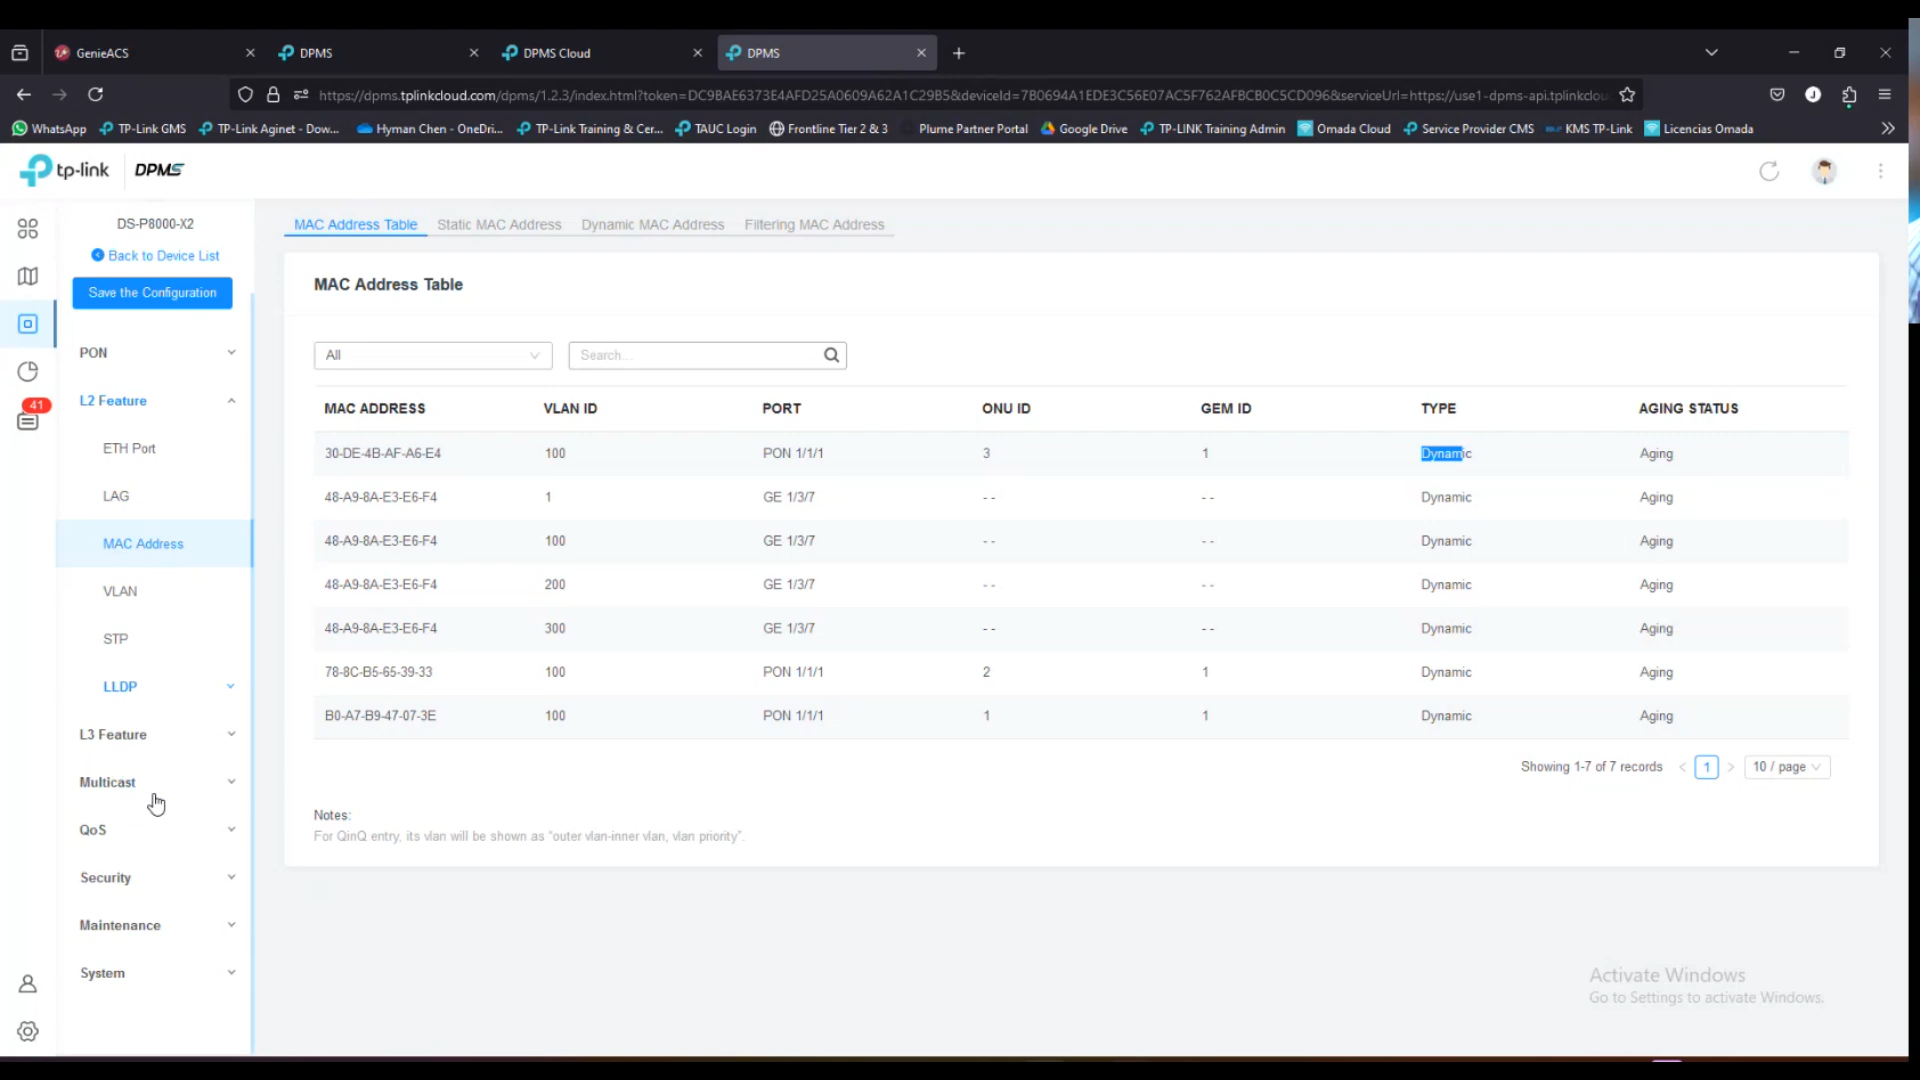 GenieACS
DPMS
DPMS Cloud
DPMS
https://dpms.tplinkcloud.com/dpms/1.2.3/index.html?token=DC9BAE6373E4AFD25A0609A62A1C29B5&deviceId=7B0694A1EDE3C56E07AC5F762AFBCB0C5CD096&serviceUrl=https://use1-dpms-api.tplinkclou
WhatsApp TP-Link GMS TP-Link Aginet - Dow... Hyman Chen - OneDri... TP-Link Training & Cer... TAUC Login Frontline Tier 2 & 3 Plume Partner Portal Google Drive TP-LINK Training Admin Omada Cloud Service Provider CMS KMS TP-Link Licencias Omada
tp-link DPMS
DS-P8000-X2
Back to Device List
Save the Configuration
41
PON
L2 Feature
ETH Port
LAG
MAC Address
VLAN
STP
LLDP
L3 Feature
Multicast
QoS
Security
Maintenance
System
MAC Address Table Static MAC Address Dynamic MAC Address Filtering MAC Address
MAC Address Table
All Search...
MAC ADDRESS VLAN ID PORT ONU ID GEM ID TYPE AGING STATUS
30-DE-4B-AF-A6-E4 100 PON 1/1/1 3 1 Dynamic Aging
48-A9-8A-E3-E6-F4 1 GE 1/3/7 - - - - Dynamic Aging
48-A9-8A-E3-E6-F4 100 GE 1/3/7 - - - - Dynamic Aging
48-A9-8A-E3-E6-F4 200 GE 1/3/7 - - - - Dynamic Aging
48-A9-8A-E3-E6-F4 300 GE 1/3/7 - - - - Dynamic Aging
78-8C-B5-65-39-33 100 PON 1/1/1 2 1 Dynamic Aging
B0-A7-B9-47-07-3E 100 PON 1/1/1 1 1 Dynamic Aging
Showing 1-7 of 7 records < 1 > 10 / page
Notes:
For QinQ entry, its vlan will be shown as "outer vlan-inner vlan, vlan priority".
Activate Windows
Go to Settings to activate Windows.